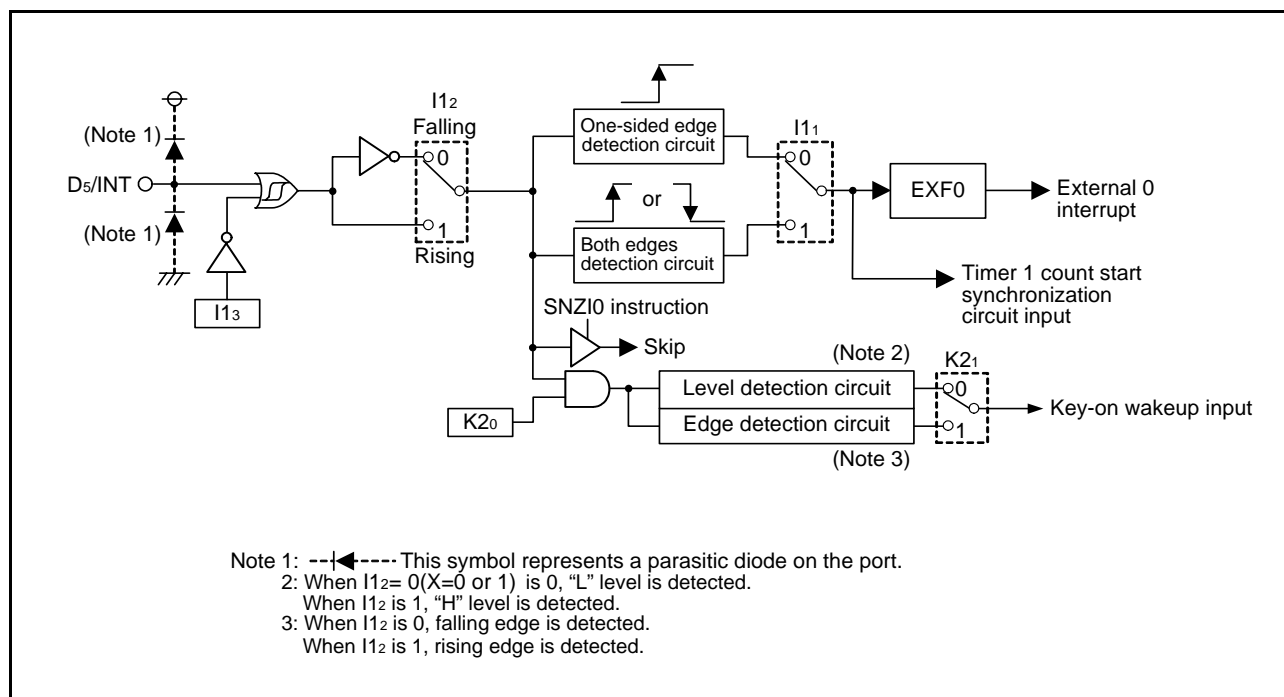 I12
Falling
(Note 1)
0
One-sided edge
detection circuit
I11
0
D5/INT
EXF0
External 0
interrupt
or
(Note 1)
1
Rising
1
Both edges
detection circuit
Timer 1 count start
synchronization
circuit input
I13
SNZI0 instruction
Skip
(Note 2)
K21
Level detection circuit
0
Key-on wakeup input
K20
Edge detection circuit
1
(Note 3)
Note 1: This symbol represents a parasitic diode on the port.
2: When I12= 0(X=0 or 1) is 0, “L” level is detected.
When I12 is 1, “H” level is detected.
3: When I12 is 0, falling edge is detected.
When I12 is 1, rising edge is detected.